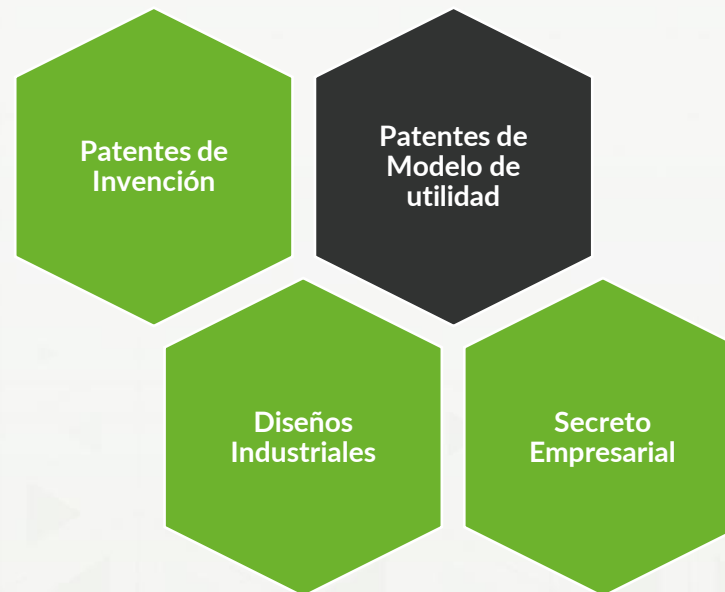 Patentes de
Invención
Patentes de
Modelo de
utilidad
Diseños
Industriales
Secreto
Empresarial